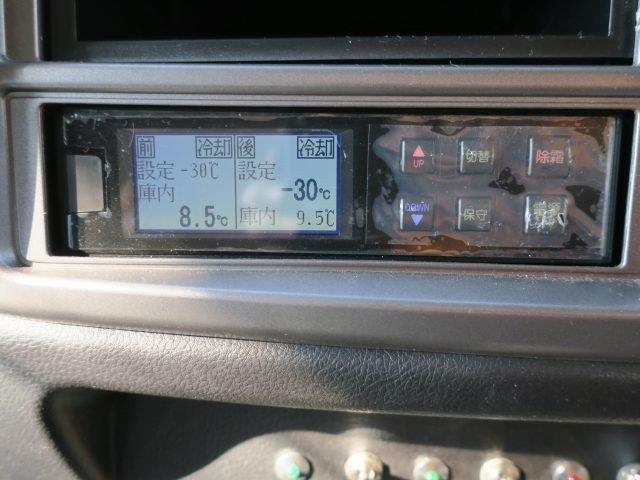 前 冷却 後 冷却
設定 -30℃ 設定
庫内 -30℃
8.5℃ 庫内 9.5℃
UP 切替 除霜
DOWN 保守